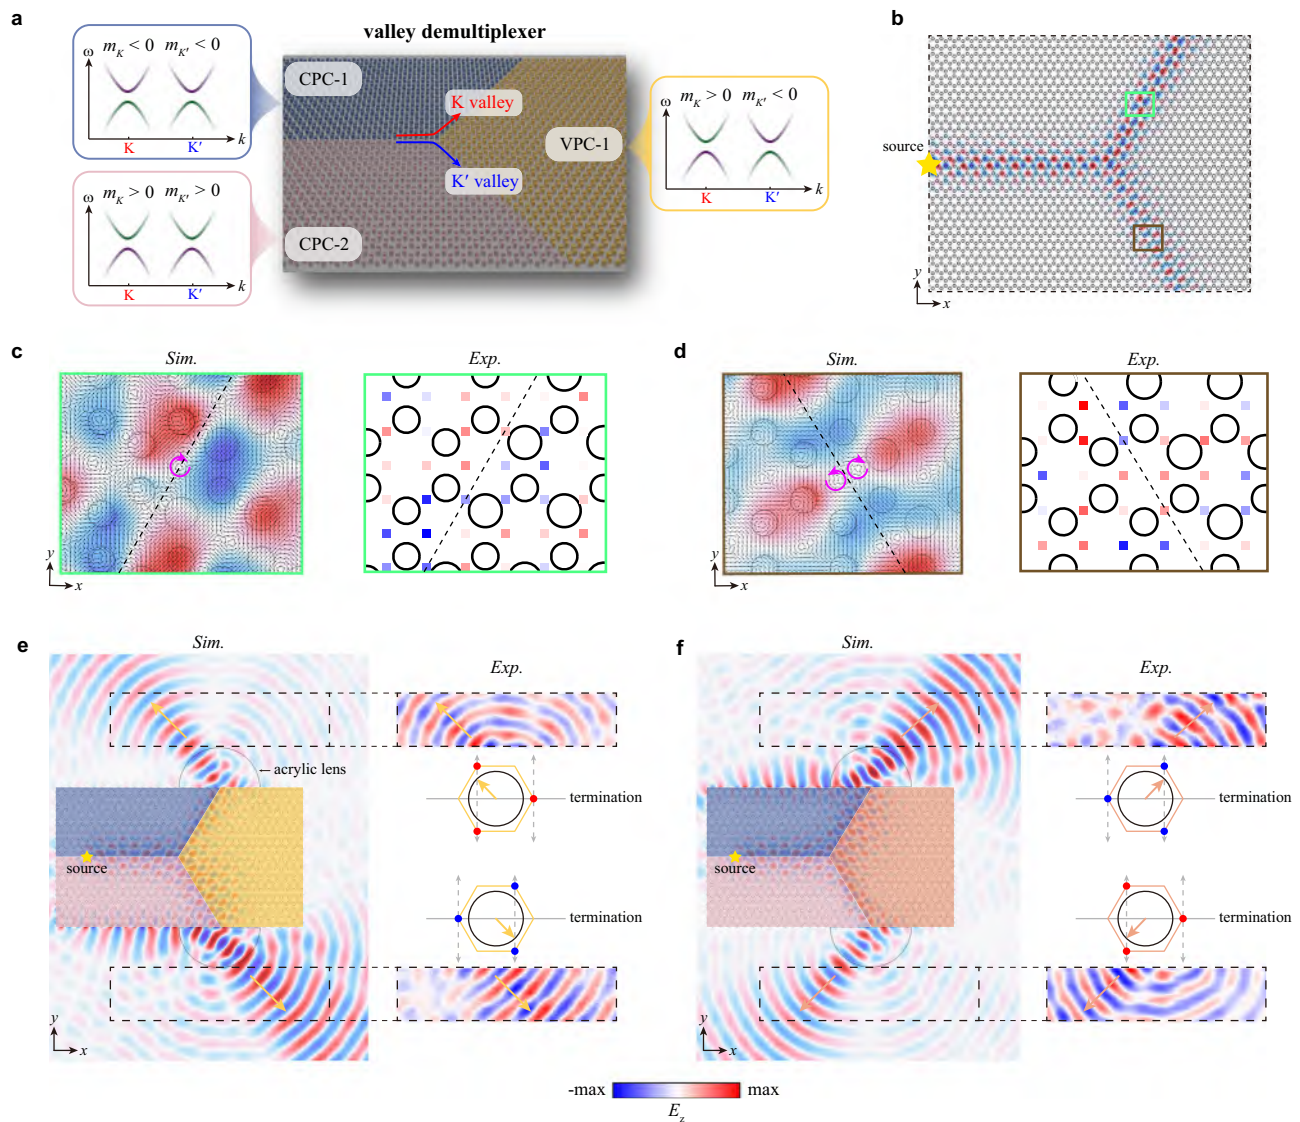 a
valley demultiplexer
b
ω
m_K < 0 m_K′ < 0
K K′ k
CPC-1
K valley
VPC-1
K′ valley
CPC-2
ω
m_K > 0 m_K′ < 0
K K′ k
ω
m_K > 0 m_K′ > 0
K K′ k
source
y
x
c
Sim.
Exp.
y
x
d
Sim.
Exp.
y
x
e
Sim.
Exp.
acrylic lens
termination
source
termination
y
x
f
Sim.
Exp.
termination
source
termination
y
x
-max max
E_z